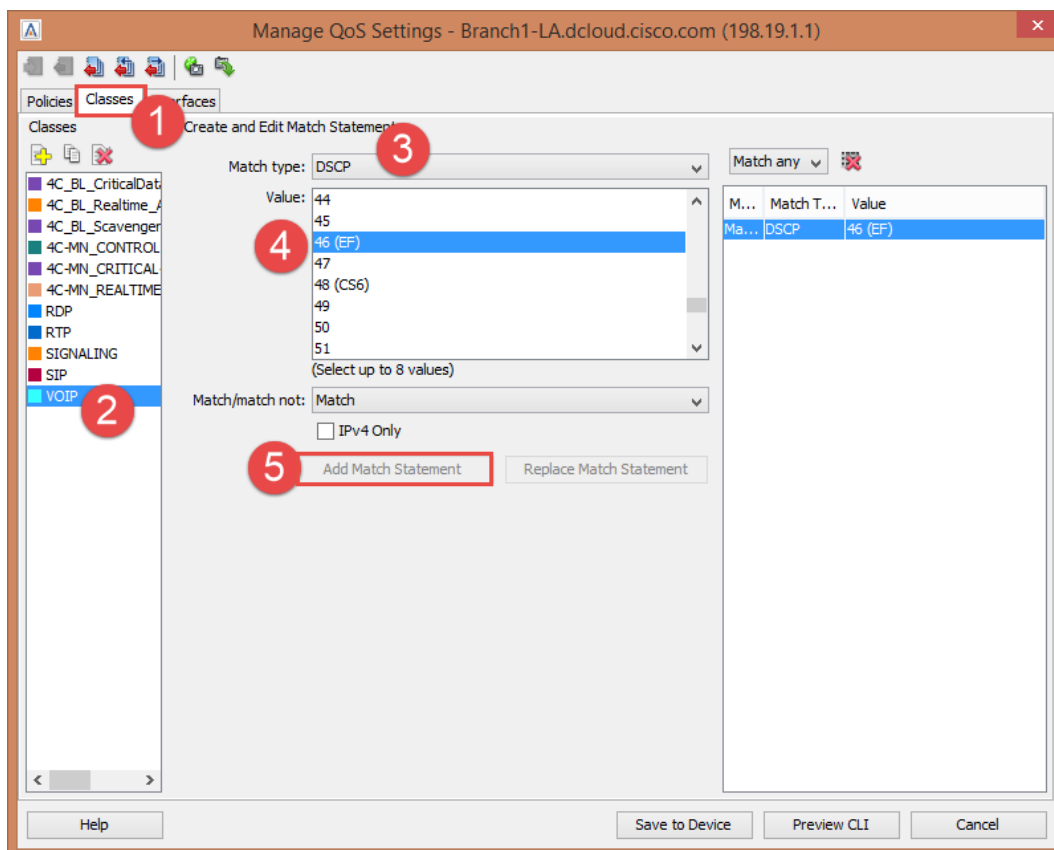 Manage QoS Settings - Branch1-LA.dcloud.cisco.com (198.19.1.1)
Policies Classes rfaces
1
Classes
Create and Edit Match Statement
3
Match type: DSCP
Match any
Value: 44
45
46 (EF)
47
48 (CS6)
49
50
51
4
(Select up to 8 values)
Match/match not: Match
IPv4 Only
5
Add Match Statement
Replace Match Statement
4C_BL_CriticalDat
4C_BL_Realtime_A
4C_BL_Scavenger
4C-MN_CONTROL
4C-MN_CRITICAL-
4C-MN_REALTIME
RDP
RTP
SIGNALING
SIP
VOIP
2
M... Match T... Value
Ma... DSCP 46 (EF)
Help
Save to Device
Preview CLI
Cancel